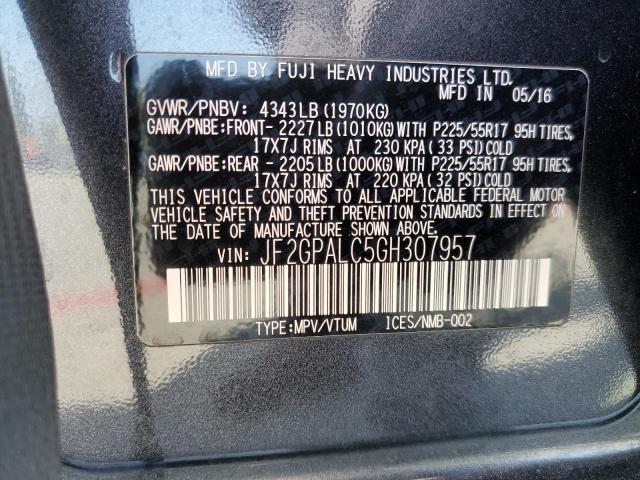 MFD BY FUJI HEAVY INDUSTRIES LTD.
MFD IN 05/16
GVWR/PNBV: 4343LB (1970KG)
GAWR/PNBE:FRONT- 2227LB(1010KG)WITH P225/55R17 95H TIRES,
17X7J RIMS AT 230 KPA( 33 PSI)COLD
GAWR/PNBE:REAR - 2205LB(1000KG)WITH P225/55R17 95H TIRES,
17X7J RIMS AT 220 KPA( 32 PSI)COLD
THIS VEHICLE CONFORMS TO ALL APPLICABLE FEDERAL MOTOR
VEHICLE SAFETY AND THEFT PREVENTION STANDARDS IN EFFECT ON
THE DATE OF MANUFACTURE SHOWN ABOVE.
VIN: JF2GPALC5GH307957
TYPE:MPV/VTUM ICES/NMB-002